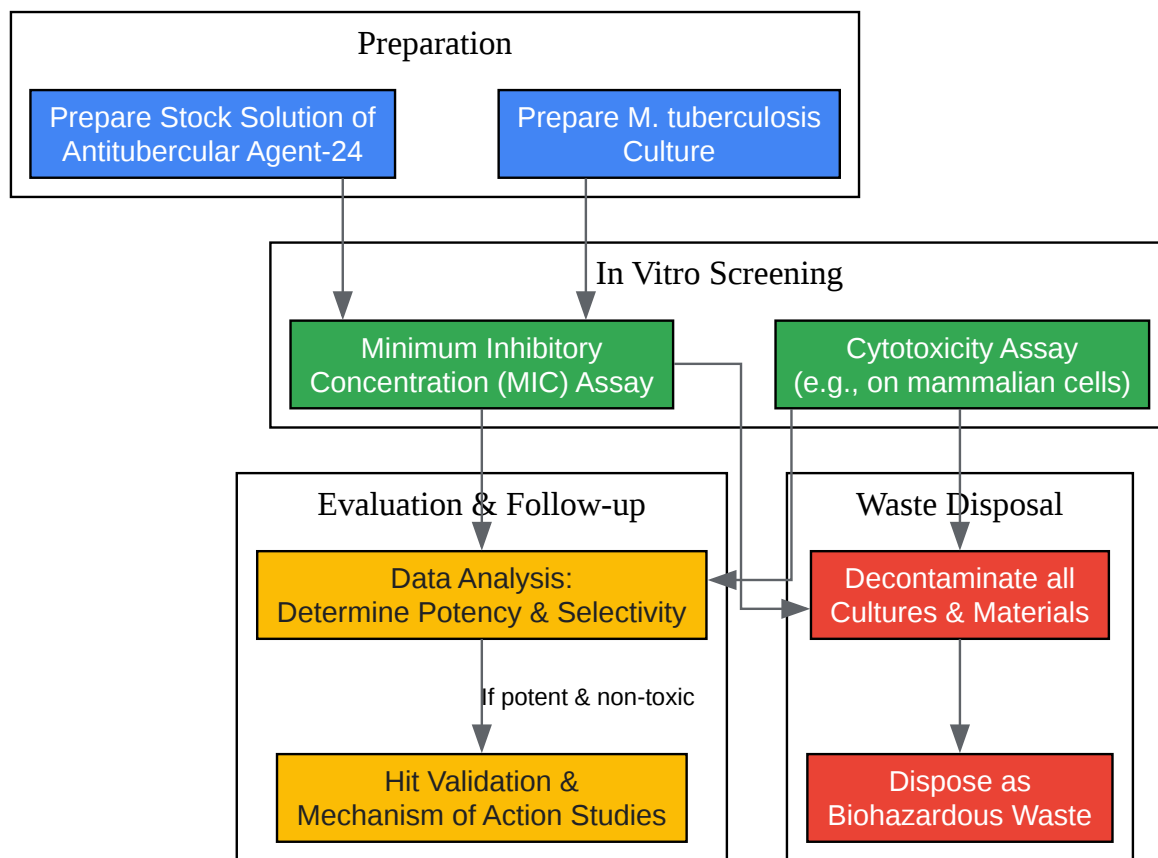 Preparation
Prepare Stock Solution of
Antitubercular Agent-24
Prepare M. tuberculosis
Culture
In Vitro Screening
Minimum Inhibitory
Concentration (MIC) Assay
Cytotoxicity Assay
(e.g., on mammalian cells)
Evaluation & Follow-up
Data Analysis:
Determine Potency & Selectivity
If potent & non-toxic
Hit Validation &
Mechanism of Action Studies
Waste Disposal
Decontaminate all
Cultures & Materials
Dispose as
Biohazardous Waste